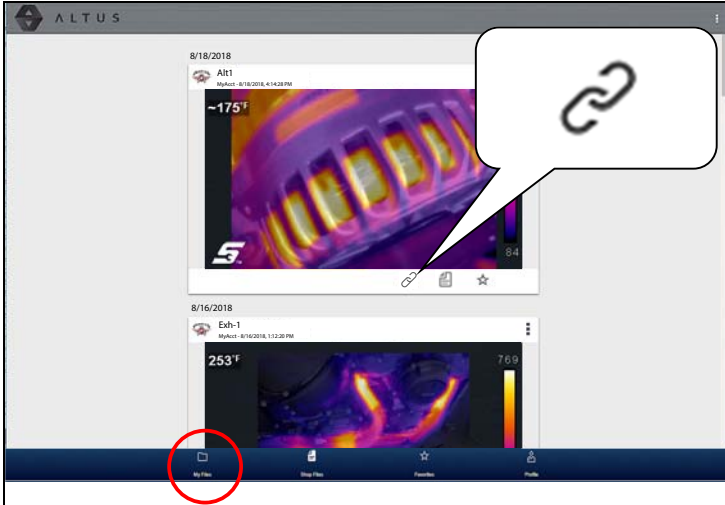 ALTUS
8/18/2018
Alt1
MyAcct - 8/18/2018, 4:14:28 PM
~175°F
84
8/16/2018
Exh-1
MyAcct - 8/16/2018, 1:12:20 PM
253°F
769
My Files
Shop Files
Favorites
Profile